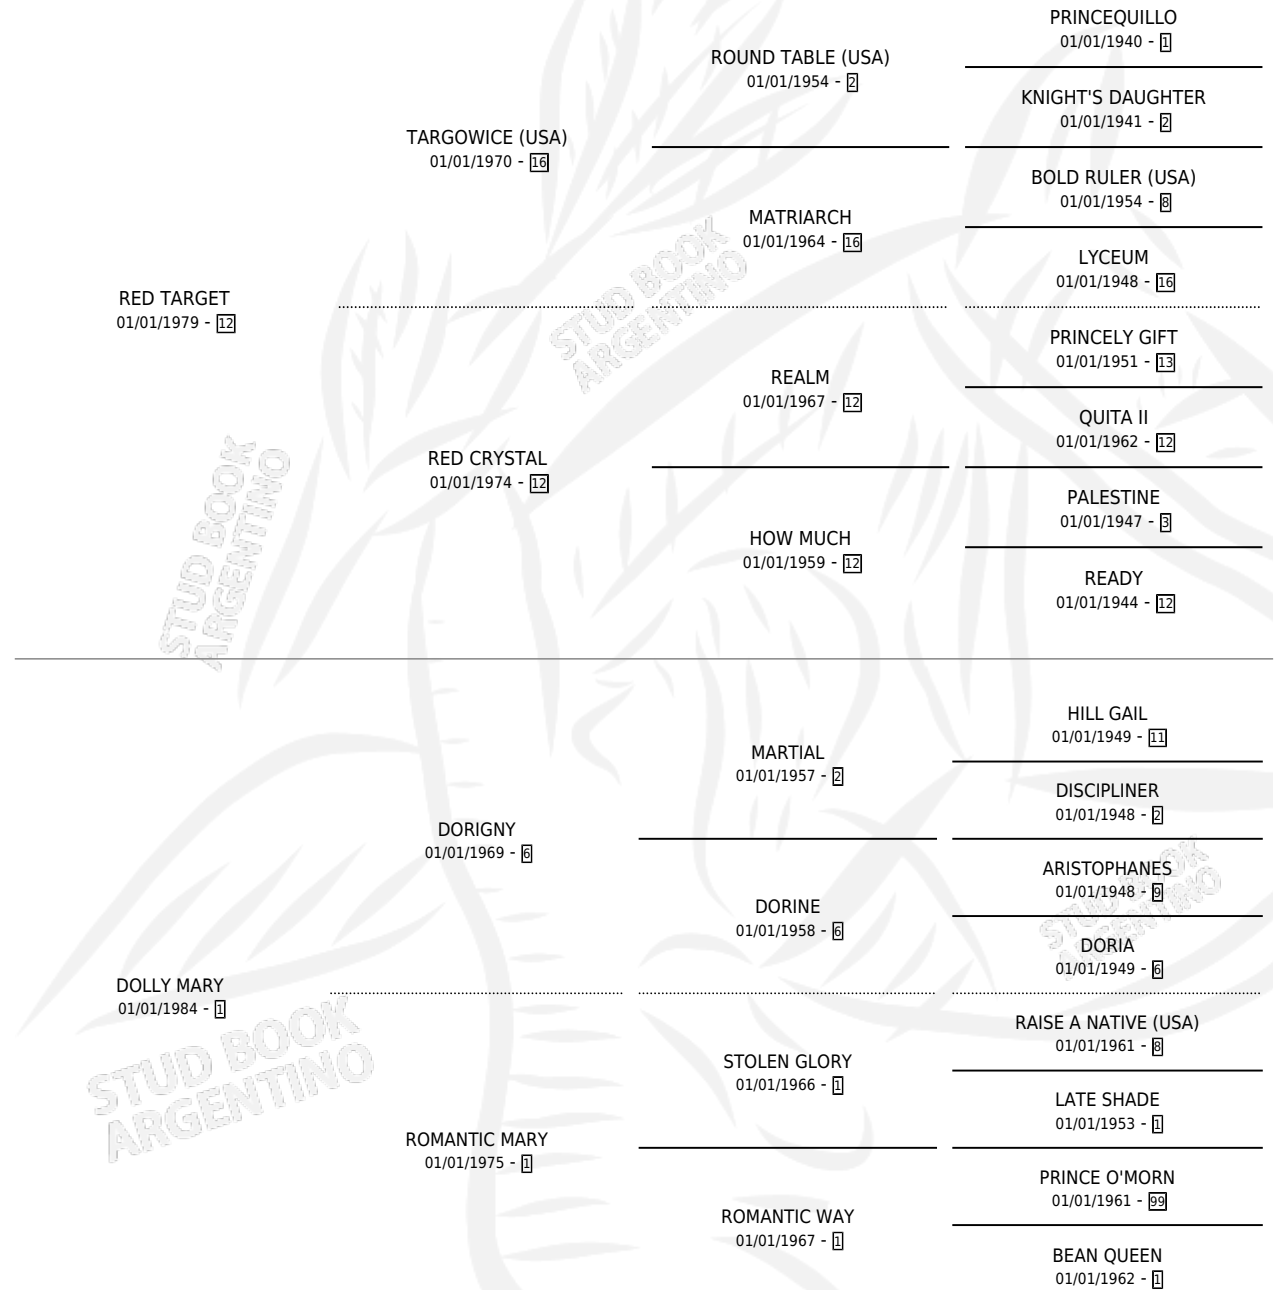 PRINCEQUILLO
01/01/1940 - 1
ROUND TABLE (USA)
01/01/1954 - 2
KNIGHT'S DAUGHTER
01/01/1941 - 2
TARGOWICE (USA)
01/01/1970 - 16
BOLD RULER (USA)
01/01/1954 - 8
MATRIARCH
01/01/1964 - 16
LYCEUM
01/01/1948 - 16
RED TARGET
01/01/1979 - 12
PRINCELY GIFT
01/01/1951 - 13
REALM
01/01/1967 - 12
QUITA II
01/01/1962 - 12
RED CRYSTAL
01/01/1974 - 12
PALESTINE
01/01/1947 - 3
HOW MUCH
01/01/1959 - 12
READY
01/01/1944 - 12
HILL GAIL
01/01/1949 - 11
MARTIAL
01/01/1957 - 2
DISCIPLINER
01/01/1948 - 2
DORIGNY
01/01/1969 - 6
ARISTOPHANES
01/01/1948 - 9
DORINE
01/01/1958 - 6
DORIA
01/01/1949 - 6
DOLLY MARY
01/01/1984 - 1
RAISE A NATIVE (USA)
01/01/1961 - 8
STOLEN GLORY
01/01/1966 - 1
LATE SHADE
01/01/1953 - 1
ROMANTIC MARY
01/01/1975 - 1
PRINCE O'MORN
01/01/1961 - 99
ROMANTIC WAY
01/01/1967 - 1
BEAN QUEEN
01/01/1962 - 1
STUD BOOK
ARGENTINO
STUD BOOK
ARGENTINO
STUD BOOK
ARGENTINO
STUD BOOK
ARGENTINO